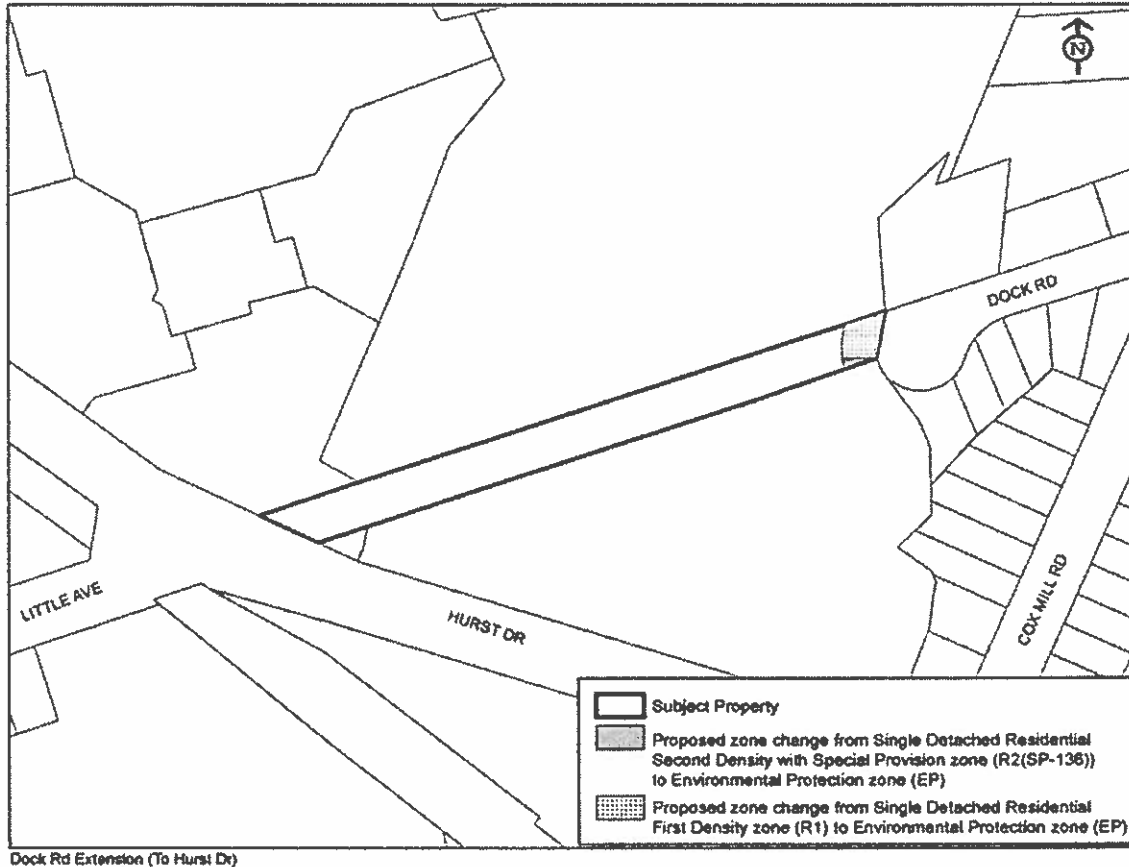 N
DOCK RD
LITTLE AVE
HURST DR
COX MILL RD
Subject Property
Proposed zone change from Single Detached Residential
Second Density with Special Provision zone (R2(SP-136))
to Environmental Protection zone (EP)
Proposed zone change from Single Detached Residential
First Density zone (R1) to Environmental Protection zone (EP)
Dock Rd Extension (To Hurst Dr)